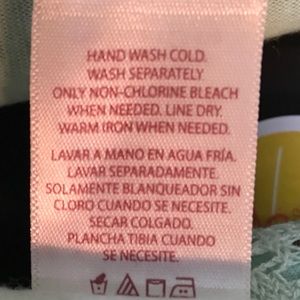 HAND WASH COLD.
WASH SEPARATELY
ONLY NON-CHLORINE BLEACH
WHEN NEEDED. LINE DRY.
WARM IRON WHEN NEEDED.
LAVAR A MANO EN AGUA FRÍA.
LAVAR SEPARADAMENTE.
SOLAMENTE BLANQUEADOR SIN
CLORO CUANDO SE NECESITE.
SECAR COLGADO.
PLANCHA TIBIA CUANDO
SE NECESITE.